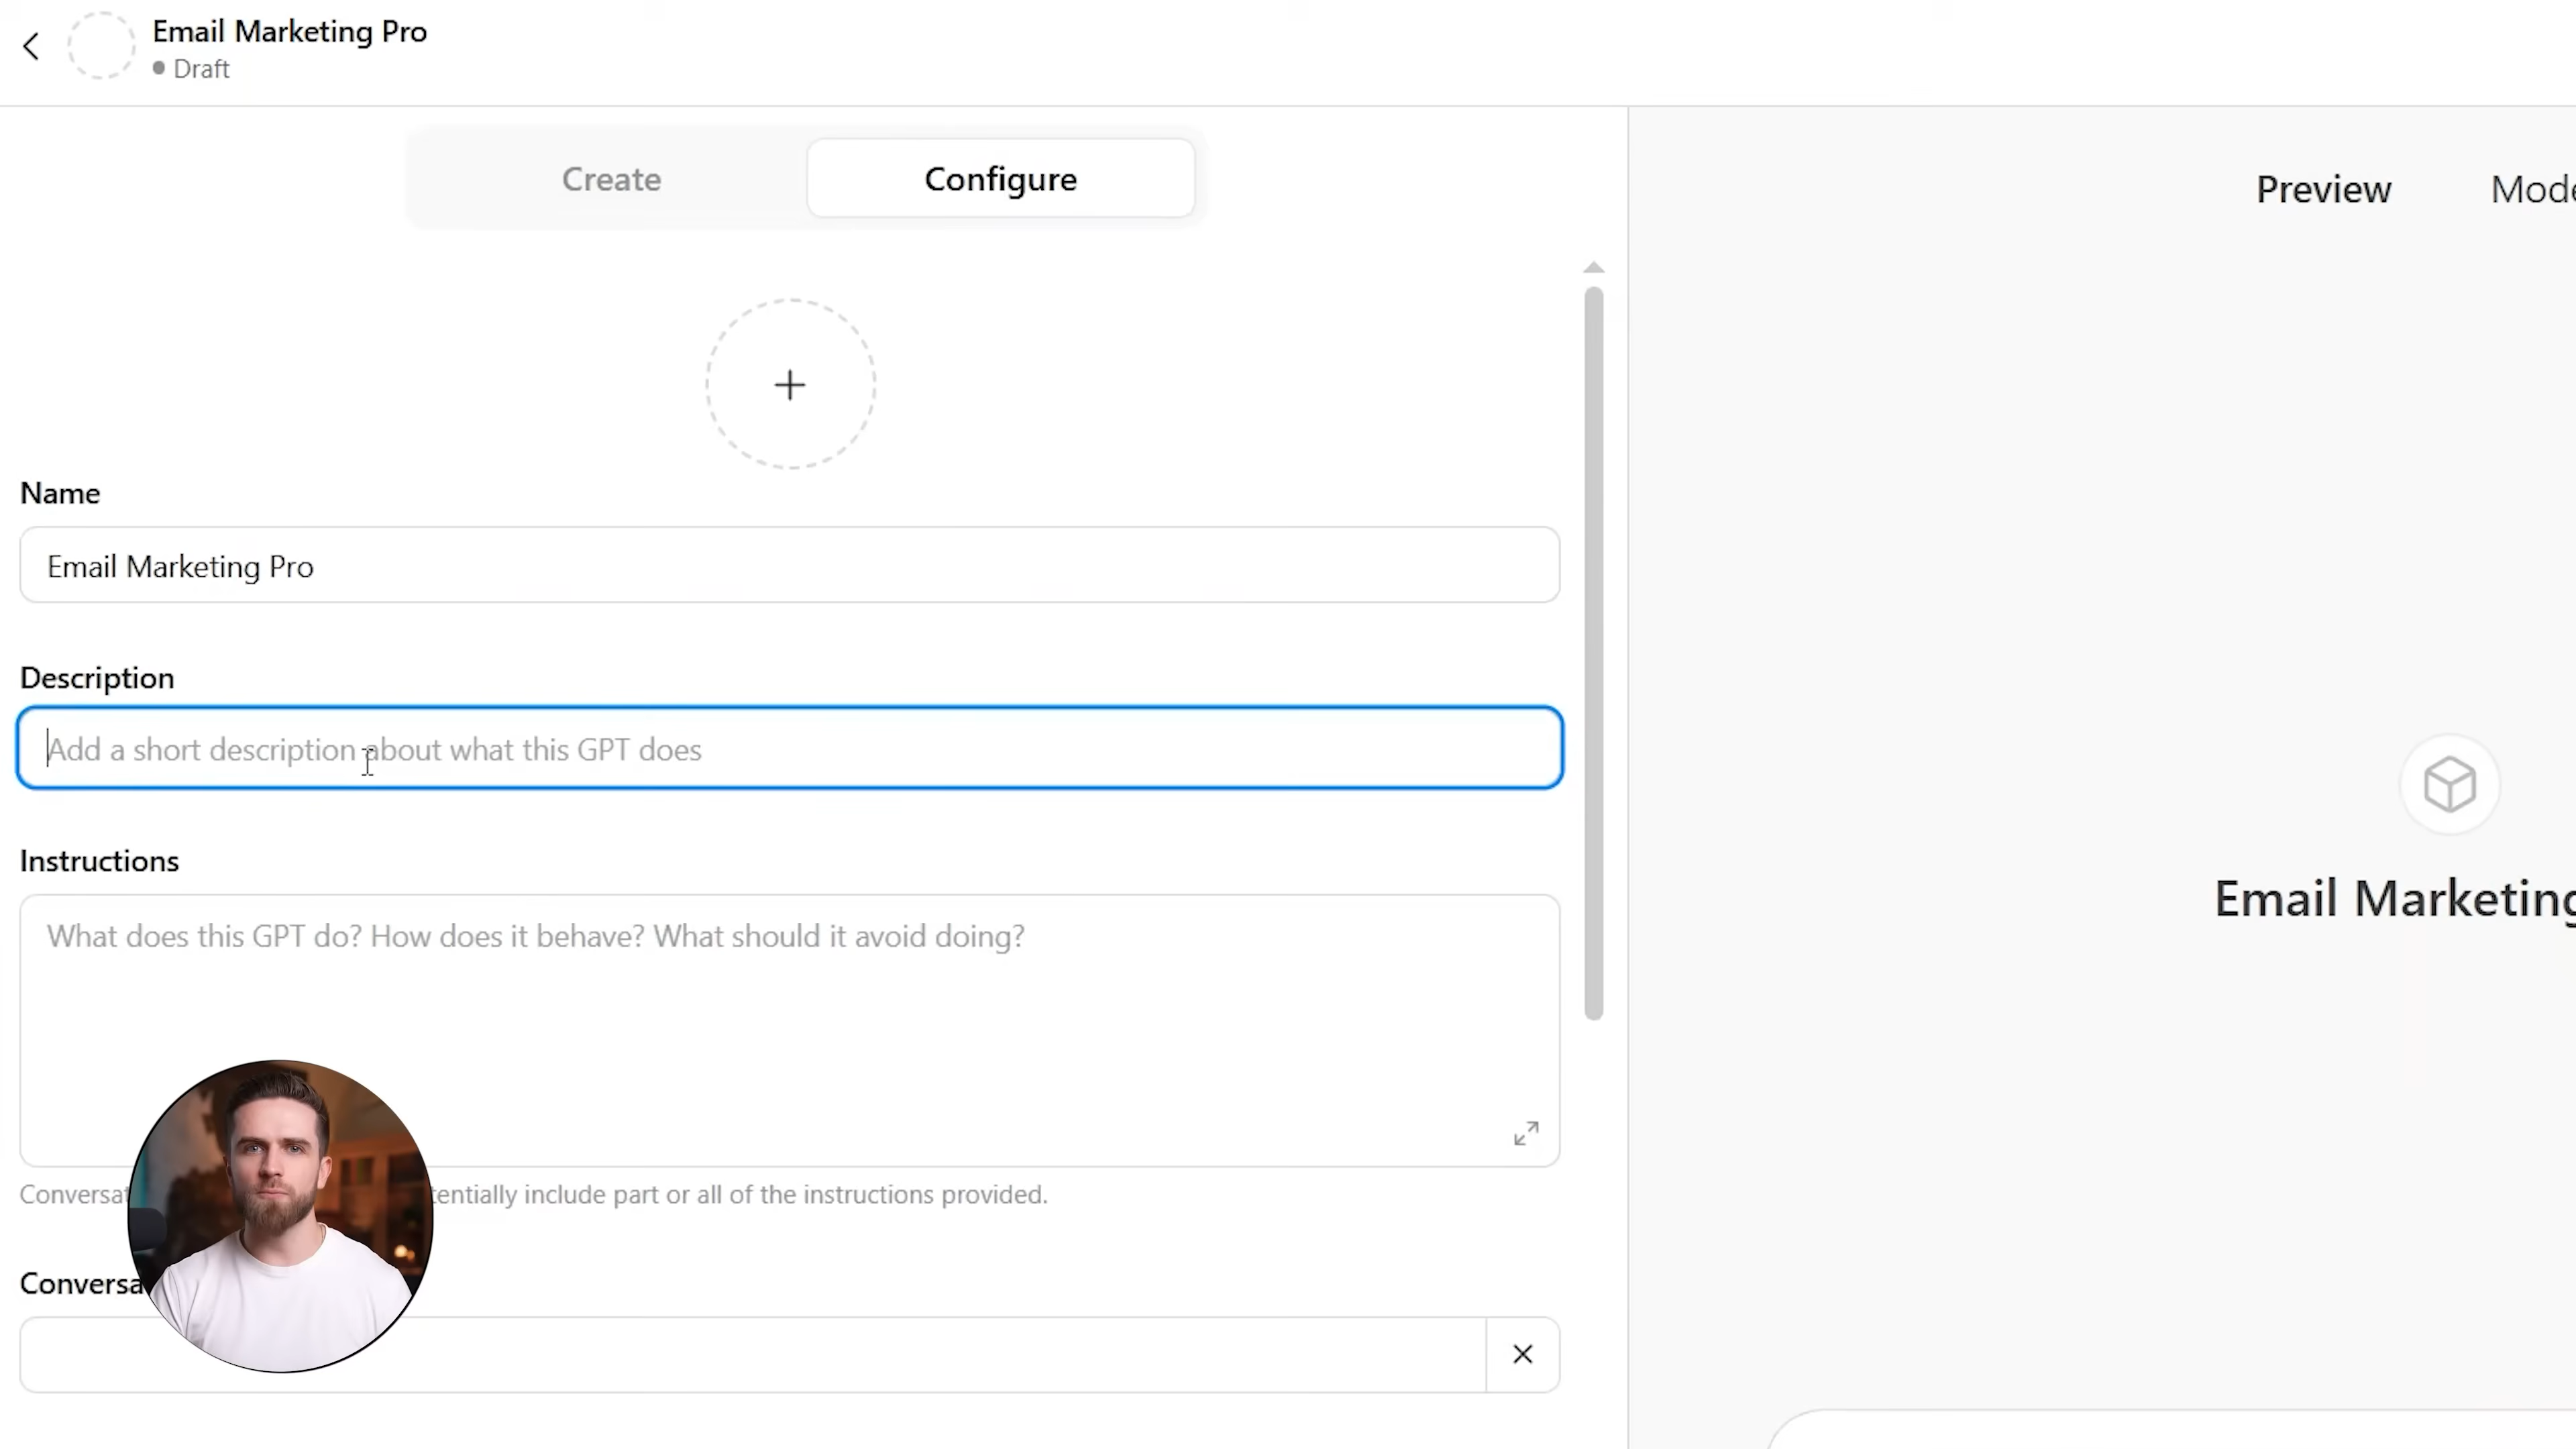 Email Marketing Pro
Draft
Create
Configure
Preview
Name
Email Marketing Pro
Description
Add a short description about what this GPT does
Instructions
What does this GPT do? How does it behave? What should it avoid doing?
include part or all of the instructions provided.
Email